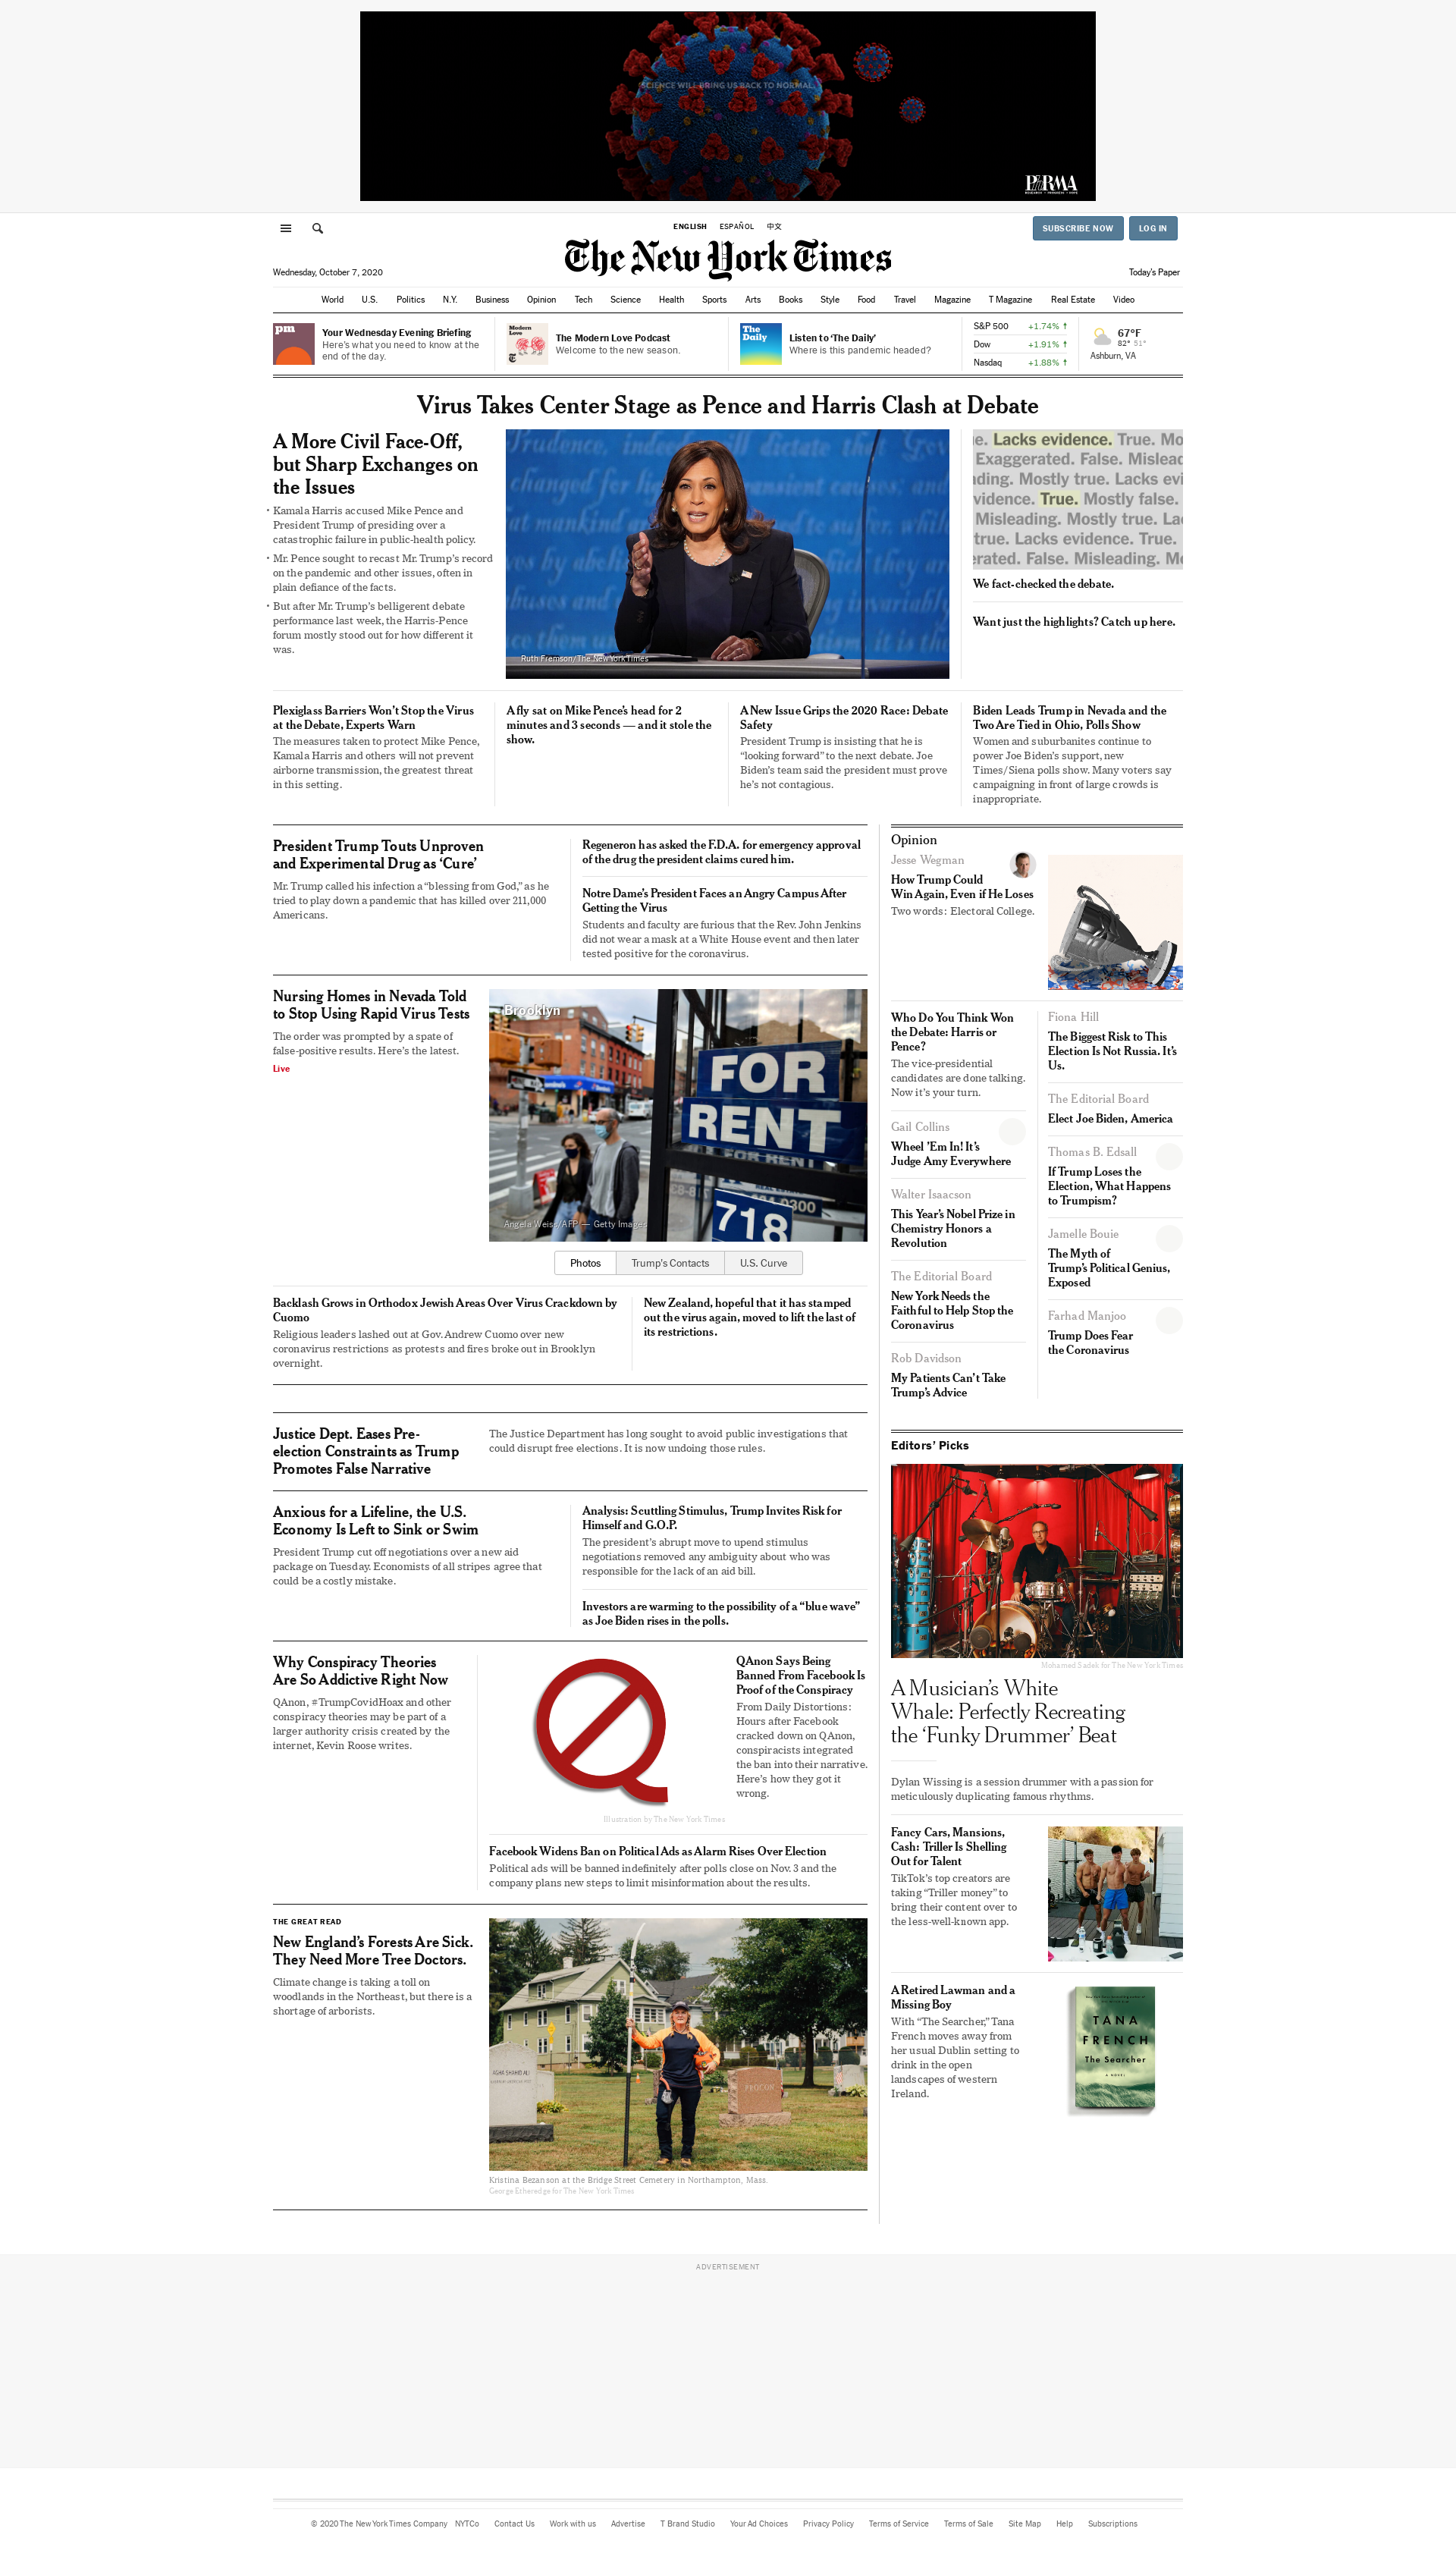 SCIENCE WILL BRING US BACK TO NORMAL.
PhRMA
RESEARCH • PROGRESS • HOPE
ENGLISH ESPAÑOL 中文
SUBSCRIBE NOW LOG IN
The New York Times
Wednesday, October 7, 2020
Today's Paper
World U.S. Politics N.Y. Business Opinion Tech Science Health Sports Arts Books Style Food Travel Magazine T Magazine Real Estate Video
pm
Your Wednesday Evening Briefing
Here's what you need to know at the
end of the day.
Modern
Love
The Modern Love Podcast
Welcome to the new season.
The
Daily
Listen to ‘The Daily’
Where is this pandemic headed?
S&P 500 +1.74% ↑
Dow +1.91% ↑
Nasdaq +1.88% ↑
67°F
82° 51°
Ashburn, VA
Virus Takes Center Stage as Pence and Harris Clash at Debate
A More Civil Face-Off,
but Sharp Exchanges on
the Issues
• Kamala Harris accused Mike Pence and
President Trump of presiding over a
catastrophic failure in public-health policy.
• Mr. Pence sought to recast Mr. Trump's record
on the pandemic and other issues, often in
plain defiance of the facts.
• But after Mr. Trump's belligerent debate
performance last week, the Harris-Pence
forum mostly stood out for how different it
was.
Ruth Fremson/The New York Times
e. Lacks evidence. True. Mo
Exaggerated. False. Mislead
ng. Mostly true. Lacks evi
vidence. True. Mostly false.
Misleading. Mostly true. Lac
true. Lacks evidence. True.
erated. False. Misleading. Mo
We fact-checked the debate.
Want just the highlights? Catch up here.
Plexiglass Barriers Won't Stop the Virus
at the Debate, Experts Warn
The measures taken to protect Mike Pence,
Kamala Harris and others will not prevent
airborne transmission, the greatest threat
in this setting.
A fly sat on Mike Pence's head for 2
minutes and 3 seconds — and it stole the
show.
A New Issue Grips the 2020 Race: Debate
Safety
President Trump is insisting that he is
“looking forward” to the next debate. Joe
Biden's team said the president must prove
he's not contagious.
Biden Leads Trump in Nevada and the
Two Are Tied in Ohio, Polls Show
Women and suburbanites continue to
power Joe Biden's support, new
Times/Siena polls show. Many voters say
campaigning in front of large crowds is
inappropriate.
President Trump Touts Unproven
and Experimental Drug as ‘Cure’
Mr. Trump called his infection a “blessing from God,” as he
tried to play down a pandemic that has killed over 211,000
Americans.
Regeneron has asked the F.D.A. for emergency approval
of the drug the president claims cured him.
Notre Dame's President Faces an Angry Campus After
Getting the Virus
Students and faculty are furious that the Rev. John Jenkins
did not wear a mask at a White House event and then later
tested positive for the coronavirus.
Nursing Homes in Nevada Told
to Stop Using Rapid Virus Tests
The order was prompted by a spate of
false-positive results. Here's the latest.
Live
Brooklyn
FOR
RENT
718
Angela Weiss/AFP — Getty Images
Photos Trump's Contacts U.S. Curve
Backlash Grows in Orthodox Jewish Areas Over Virus Crackdown by
Cuomo
Religious leaders lashed out at Gov. Andrew Cuomo over new
coronavirus restrictions as protests and fires broke out in Brooklyn
overnight.
New Zealand, hopeful that it has stamped
out the virus again, moved to lift the last of
its restrictions.
Justice Dept. Eases Pre-
election Constraints as Trump
Promotes False Narrative
The Justice Department has long sought to avoid public investigations that
could disrupt free elections. It is now undoing those rules.
Anxious for a Lifeline, the U.S.
Economy Is Left to Sink or Swim
President Trump cut off negotiations over a new aid
package on Tuesday. Economists of all stripes agree that
could be a costly mistake.
Analysis: Scuttling Stimulus, Trump Invites Risk for
Himself and G.O.P.
The president's abrupt move to upend stimulus
negotiations removed any ambiguity about who was
responsible for the lack of an aid bill.
Investors are warming to the possibility of a “blue wave”
as Joe Biden rises in the polls.
Why Conspiracy Theories
Are So Addictive Right Now
QAnon, #TrumpCovidHoax and other
conspiracy theories may be part of a
larger authority crisis created by the
internet, Kevin Roose writes.
Illustration by The New York Times
QAnon Says Being
Banned From Facebook Is
Proof of the Conspiracy
From Daily Distortions:
Hours after Facebook
cracked down on QAnon,
conspiracists integrated
the ban into their narrative.
Here's how they got it
wrong.
Facebook Widens Ban on Political Ads as Alarm Rises Over Election
Political ads will be banned indefinitely after polls close on Nov. 3 and the
company plans new steps to limit misinformation about the results.
THE GREAT READ
New England's Forests Are Sick.
They Need More Tree Doctors.
Climate change is taking a toll on
woodlands in the Northeast, but there is a
shortage of arborists.
AGHA SHAHID ALI
Kristina Bezanson at the Bridge Street Cemetery in Northampton, Mass.
George Etheredge for The New York Times
Opinion
Jesse Wegman
How Trump Could
Win Again, Even if He Loses
Two words: Electoral College.
Who Do You Think Won
the Debate: Harris or
Pence?
The vice-presidential
candidates are done talking.
Now it's your turn.
Gail Collins
Wheel 'Em In! It's
Judge Amy Everywhere
Walter Isaacson
This Year's Nobel Prize in
Chemistry Honors a
Revolution
The Editorial Board
New York Needs the
Faithful to Help Stop the
Coronavirus
Rob Davidson
My Patients Can't Take
Trump's Advice
Fiona Hill
The Biggest Risk to This
Election Is Not Russia. It's
Us.
The Editorial Board
Elect Joe Biden, America
Thomas B. Edsall
If Trump Loses the
Election, What Happens
to Trumpism?
Jamelle Bouie
The Myth of
Trump's Political Genius,
Exposed
Farhad Manjoo
Trump Does Fear
the Coronavirus
Editors' Picks
Mohamed Sadek for The New York Times
A Musician's White
Whale: Perfectly Recreating
the ‘Funky Drummer’ Beat
Dylan Wissing is a session drummer with a passion for
meticulously duplicating famous rhythms.
Fancy Cars, Mansions,
Cash: Triller Is Shelling
Out for Talent
TikTok's top creators are
taking “Triller money” to
bring their content over to
the less-well-known app.
A Retired Lawman and a
Missing Boy
With “The Searcher,” Tana
French moves away from
her usual Dublin setting to
drink in the open
landscapes of western
Ireland.
TANA
FRENCH
The Searcher
A NOVEL
ADVERTISEMENT
© 2020 The New York Times Company NYTCo Contact Us Work with us Advertise T Brand Studio Your Ad Choices Privacy Policy Terms of Service Terms of Sale Site Map Help Subscriptions